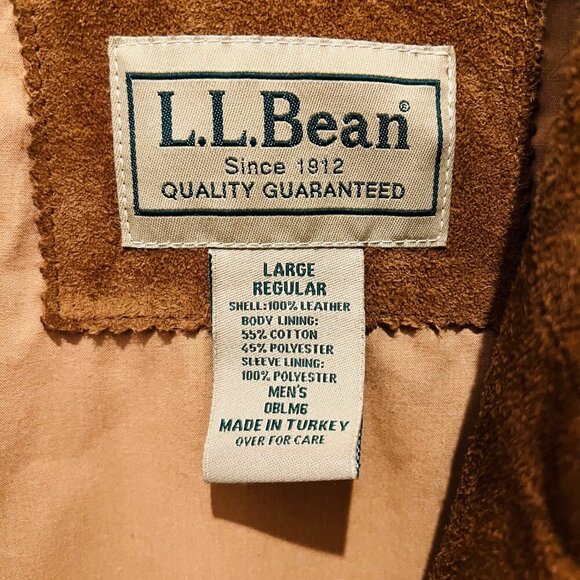 L.L.Bean®
Since 1912
QUALITY GUARANTEED
LARGE
REGULAR
SHELL:100% LEATHER
BODY LINING:
55% COTTON
45% POLYESTER
SLEEVE LINING:
100% POLYESTER
MEN'S
0BLM6
MADE IN TURKEY
OVER FOR CARE